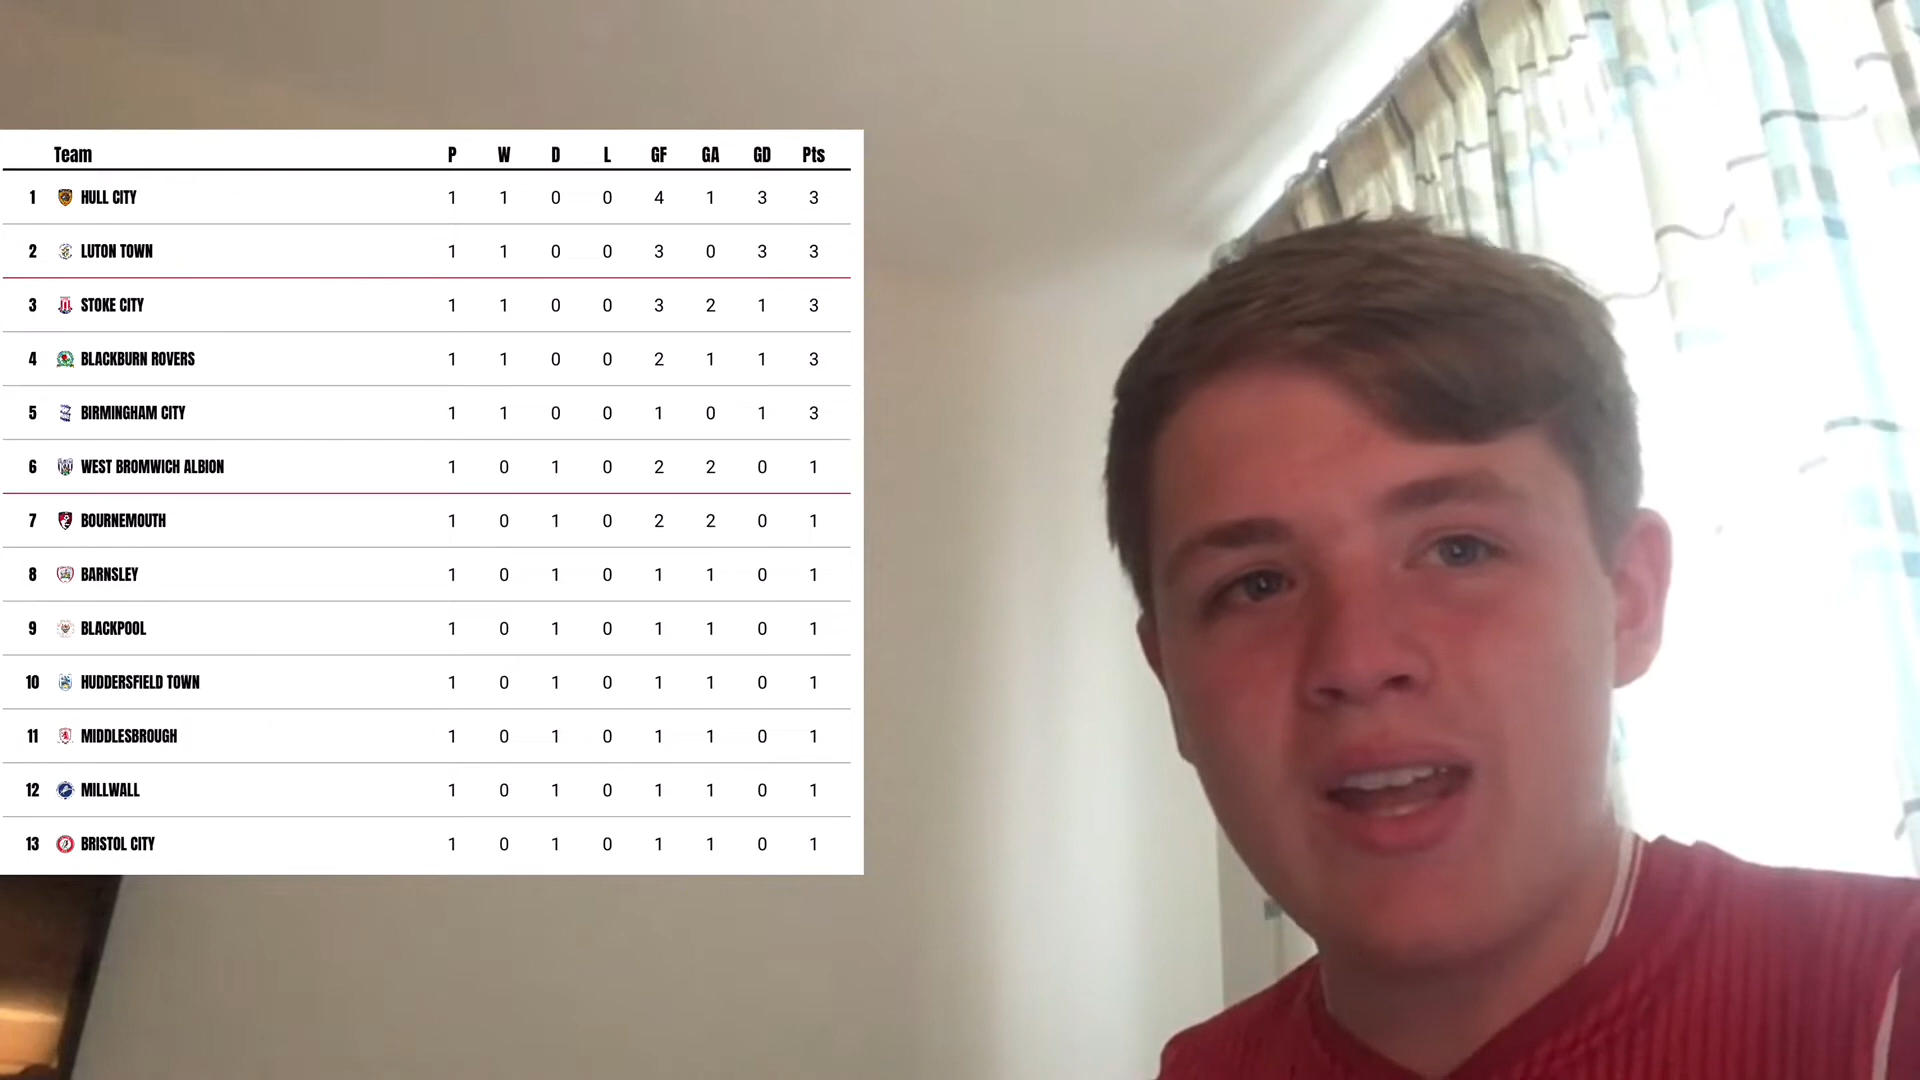 Team P W D L GF GA GD Pts
1 HULL CITY 1 1 0 0 4 1 3 3
2 LUTON TOWN 1 1 0 0 3 0 3 3
3 STOKE CITY 1 1 0 0 3 2 1 3
4 BLACKBURN ROVERS 1 1 0 0 2 1 1 3
5 BIRMINGHAM CITY 1 1 0 0 1 0 1 3
6 WEST BROMWICH ALBION 1 0 1 0 2 2 0 1
7 BOURNEMOUTH 1 0 1 0 2 2 0 1
8 BARNSLEY 1 0 1 0 1 1 0 1
9 BLACKPOOL 1 0 1 0 1 1 0 1
10 HUDDERSFIELD TOWN 1 0 1 0 1 1 0 1
11 MIDDLESBROUGH 1 0 1 0 1 1 0 1
12 MILLWALL 1 0 1 0 1 1 0 1
13 BRISTOL CITY 1 0 1 0 1 1 0 1